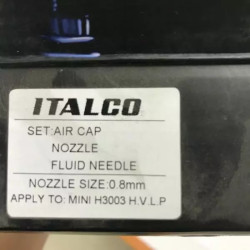 ITALCO
SET:AIR CAP
NOZZLE
FLUID NEEDLE
NOZZLE SIZE:0.8mm
APPLY TO: MINI H3003 H.V.L.P